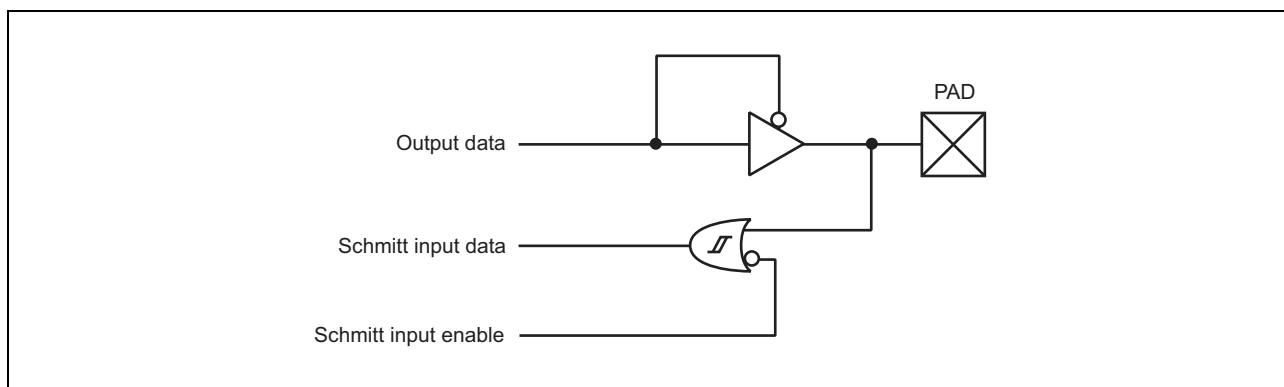 PAD
Output data
Schmitt input data
Schmitt input enable